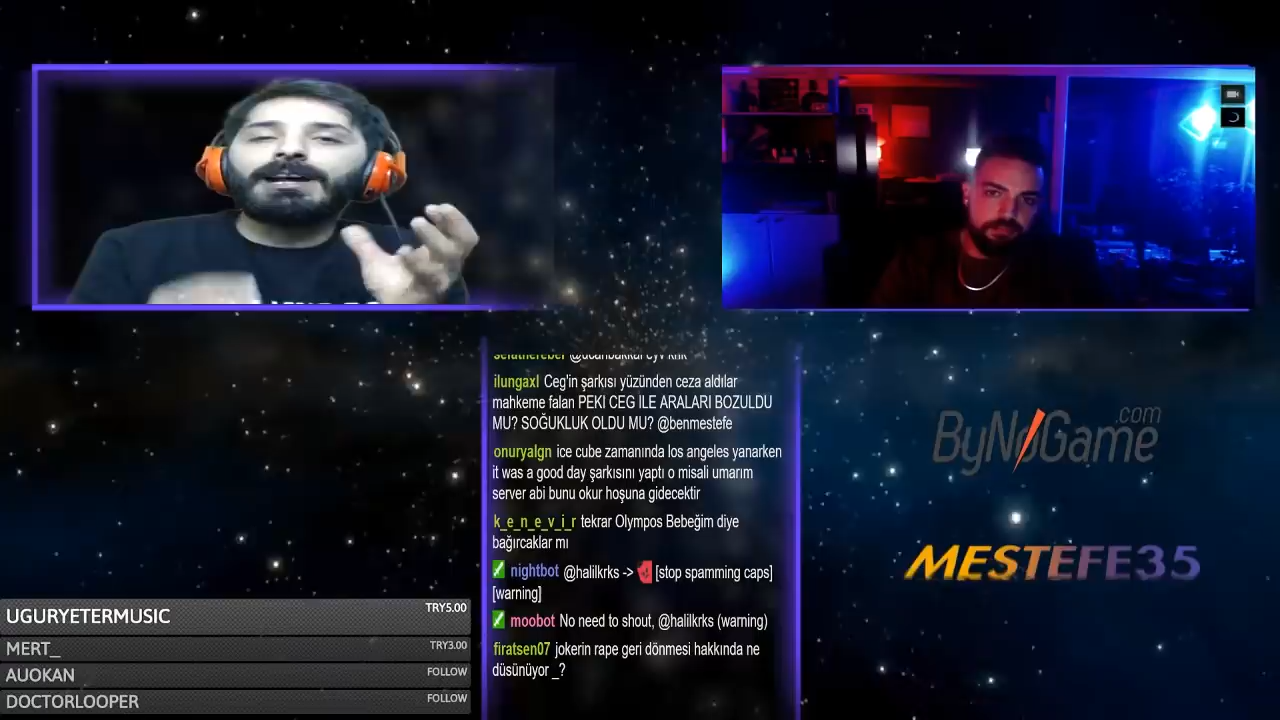 ilungaxl Ceg'in şarkısı yüzünden ceza aldılar
mahkeme falan PEKI CEG ILE ARALARI BOZULDU
MU? SOĞUKLUK OLDU MU? @benmestefe
onuryalgn ice cube zamanında los angeles yanarken
it was a good day şarkısını yaptı o misali umarım
server abi bunu okur hoşuna gidecektir
k_e_n_e_v_i_r tekrar Olympos Bebeğim diye
bağırcaklar mı
nightbot @halilkrks -> [stop spamming caps]
[warning]
moobot No need to shout, @halilkrks (warning)
firatsen07 jokerin rape geri dönmesi hakkında ne
düsünüyor _?
ByNoGame.com
MESTEFE35
UGURYETERMUSIC TRY5.00
MERT_ TRY3.00
AUOKAN FOLLOW
DOCTORLOOPER FOLLOW